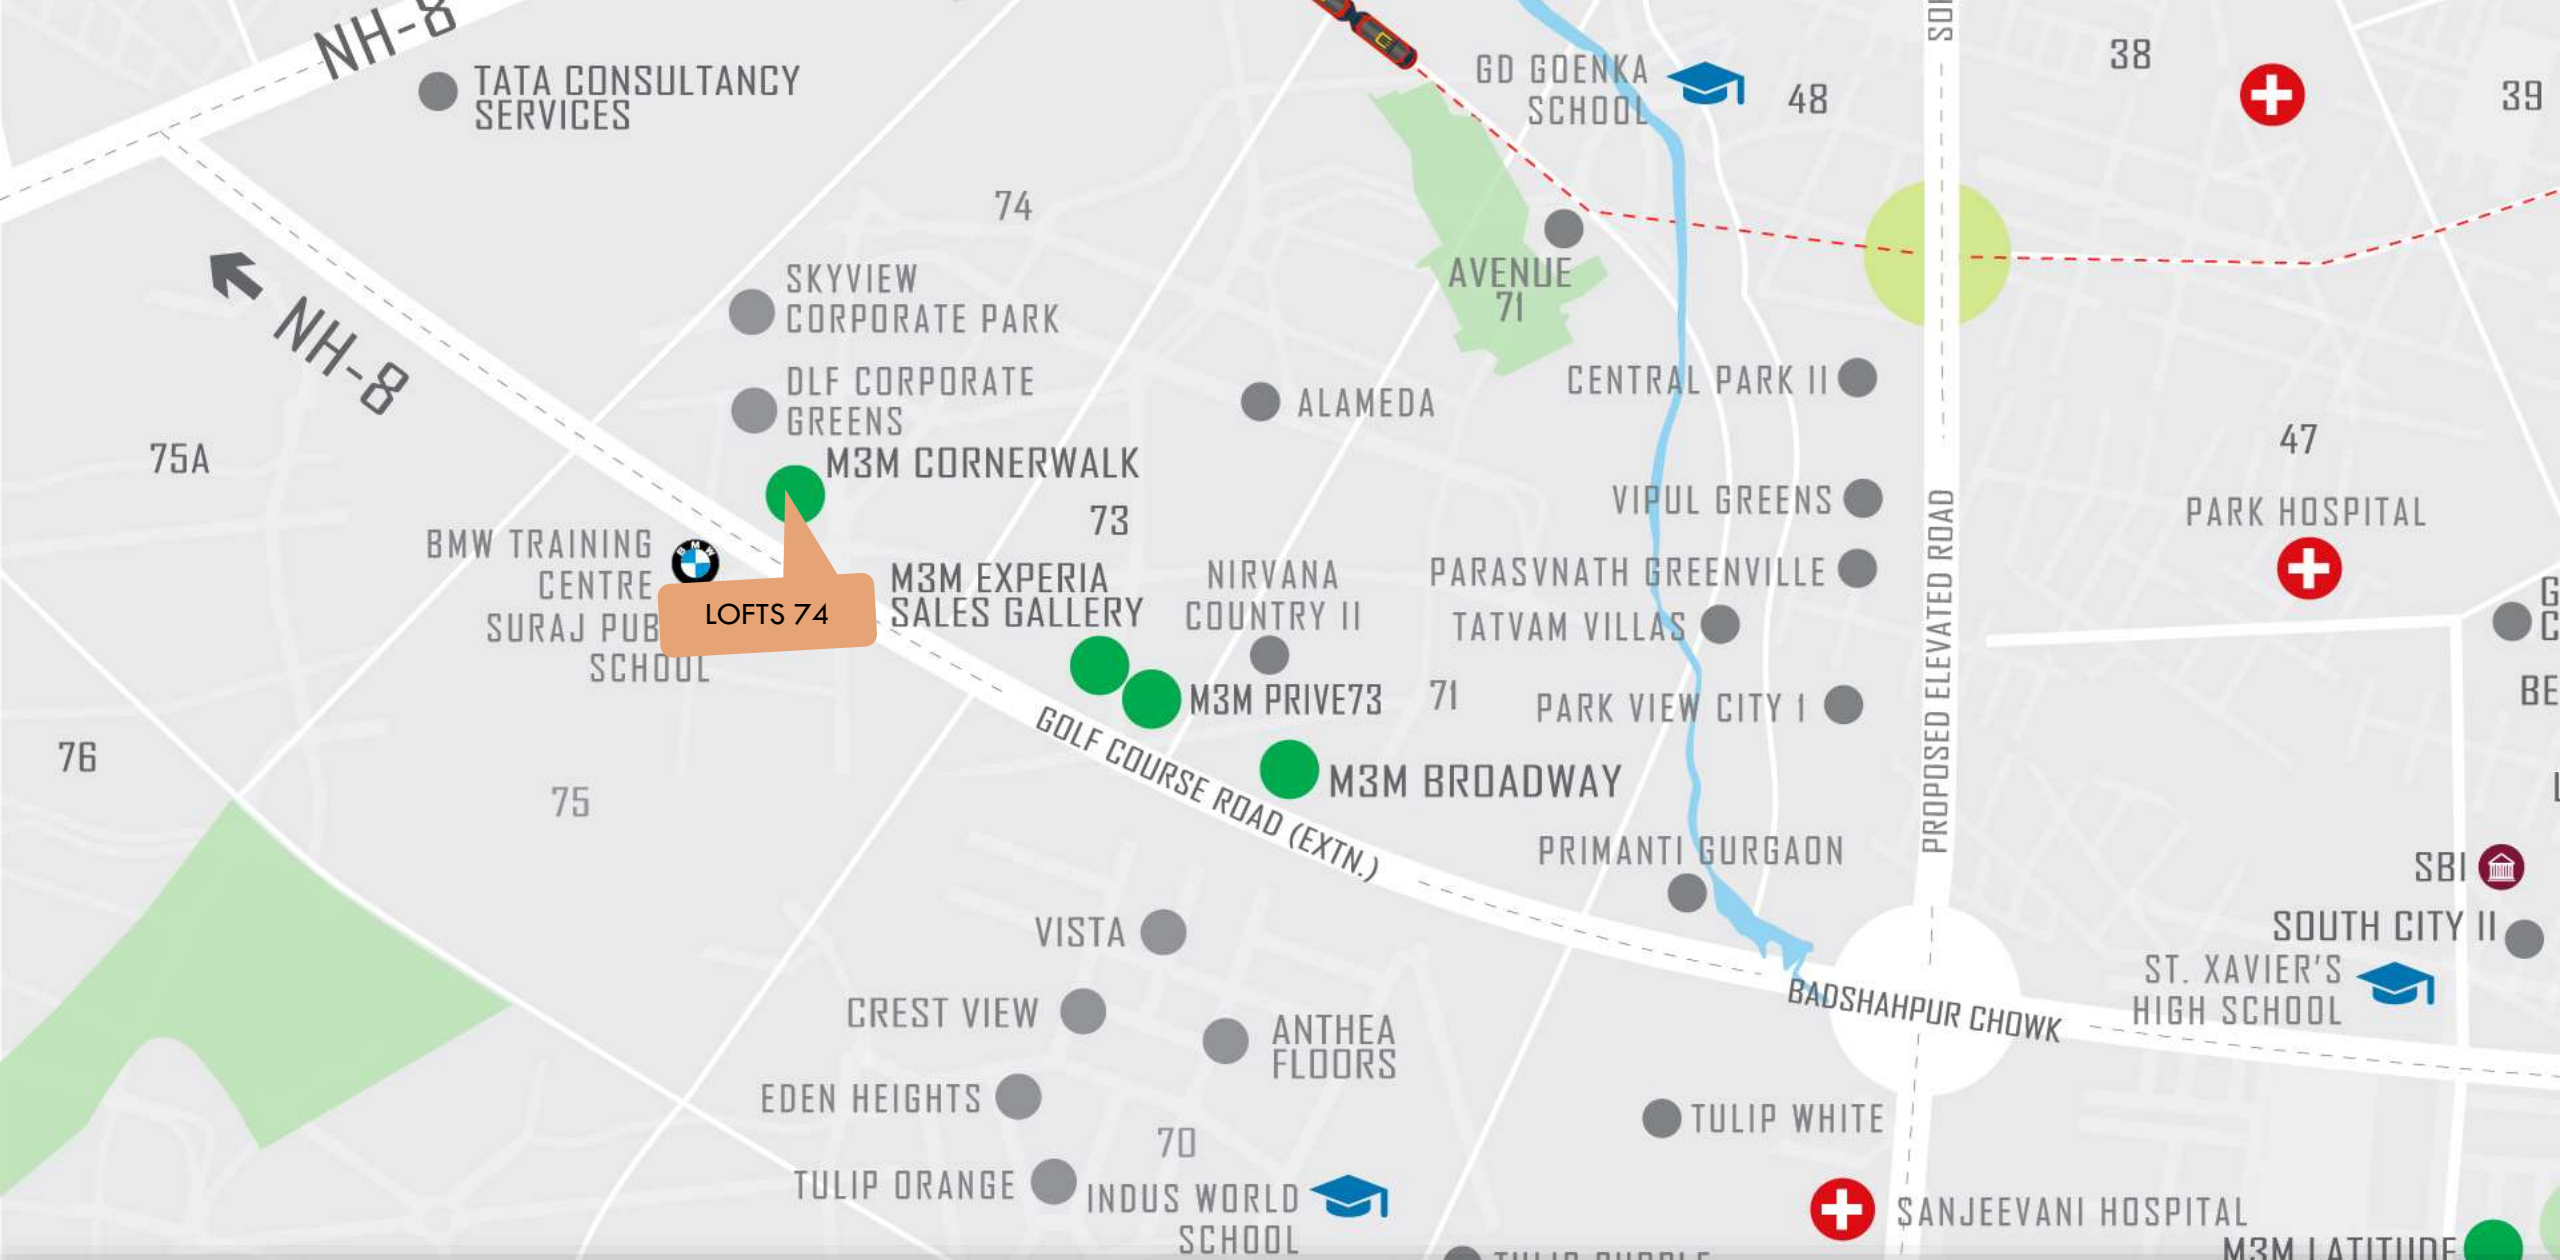 NH-8
TATA CONSULTANCY
SERVICES
GD GOENKA
SCHOOL
48
38
39
74
NH-8
SKYVIEW
CORPORATE PARK
AVENUE
71
DLF CORPORATE
GREENS
ALAMEDA
CENTRAL PARK II
75A
M3M CORNERWALK
47
73
VIPUL GREENS
PARK HOSPITAL
BMW TRAINING
CENTRE
BMW
LOFTS 74
SURAJ PUB
SCHOOL
M3M EXPERIA
SALES GALLERY
NIRVANA
COUNTRY II
PARASVNATH GREENVILLE
TATVAM VILLAS
PROPOSED ELEVATED ROAD
M3M PRIVE73
71
PARK VIEW CITY 1
BE
76
75
GOLF COURSE ROAD (EXTN.)
M3M BROADWAY
PRIMANTI GURGAON
SBI
VISTA
SOUTH CITY II
ST. XAVIER'S
HIGH SCHOOL
CREST VIEW
ANTHEA
FLOORS
BADSHAHPUR CHOWK
EDEN HEIGHTS
TULIP WHITE
70
TULIP ORANGE
INDUS WORLD
SCHOOL
SANJEEVANI HOSPITAL
M3M LATITUDE